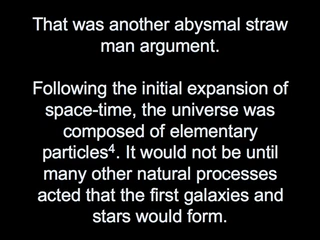 That was another abysmal straw
man argument.
Following the initial expansion of
space-time, the universe was
composed of elementary
particles⁴. It would not be until
many other natural processes
acted that the first galaxies and
stars would form.